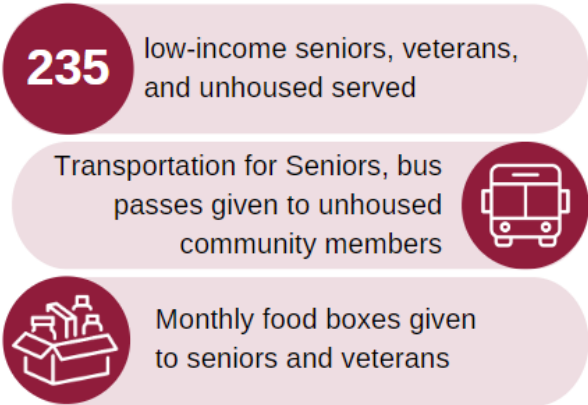 235
low-income seniors, veterans,
and unhoused served
Transportation for Seniors, bus
passes given to unhoused
community members
Monthly food boxes given
to seniors and veterans